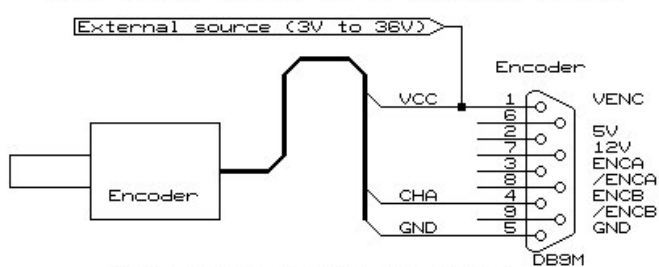 External source (3V to 36V)
Encoder
VCC 1 VENC
6
2 5V
7 12V
3 ENCA
8 /ENCA
Encoder
CHA 4 ENCB
9 /ENCB
GND 5 GND
DB9M